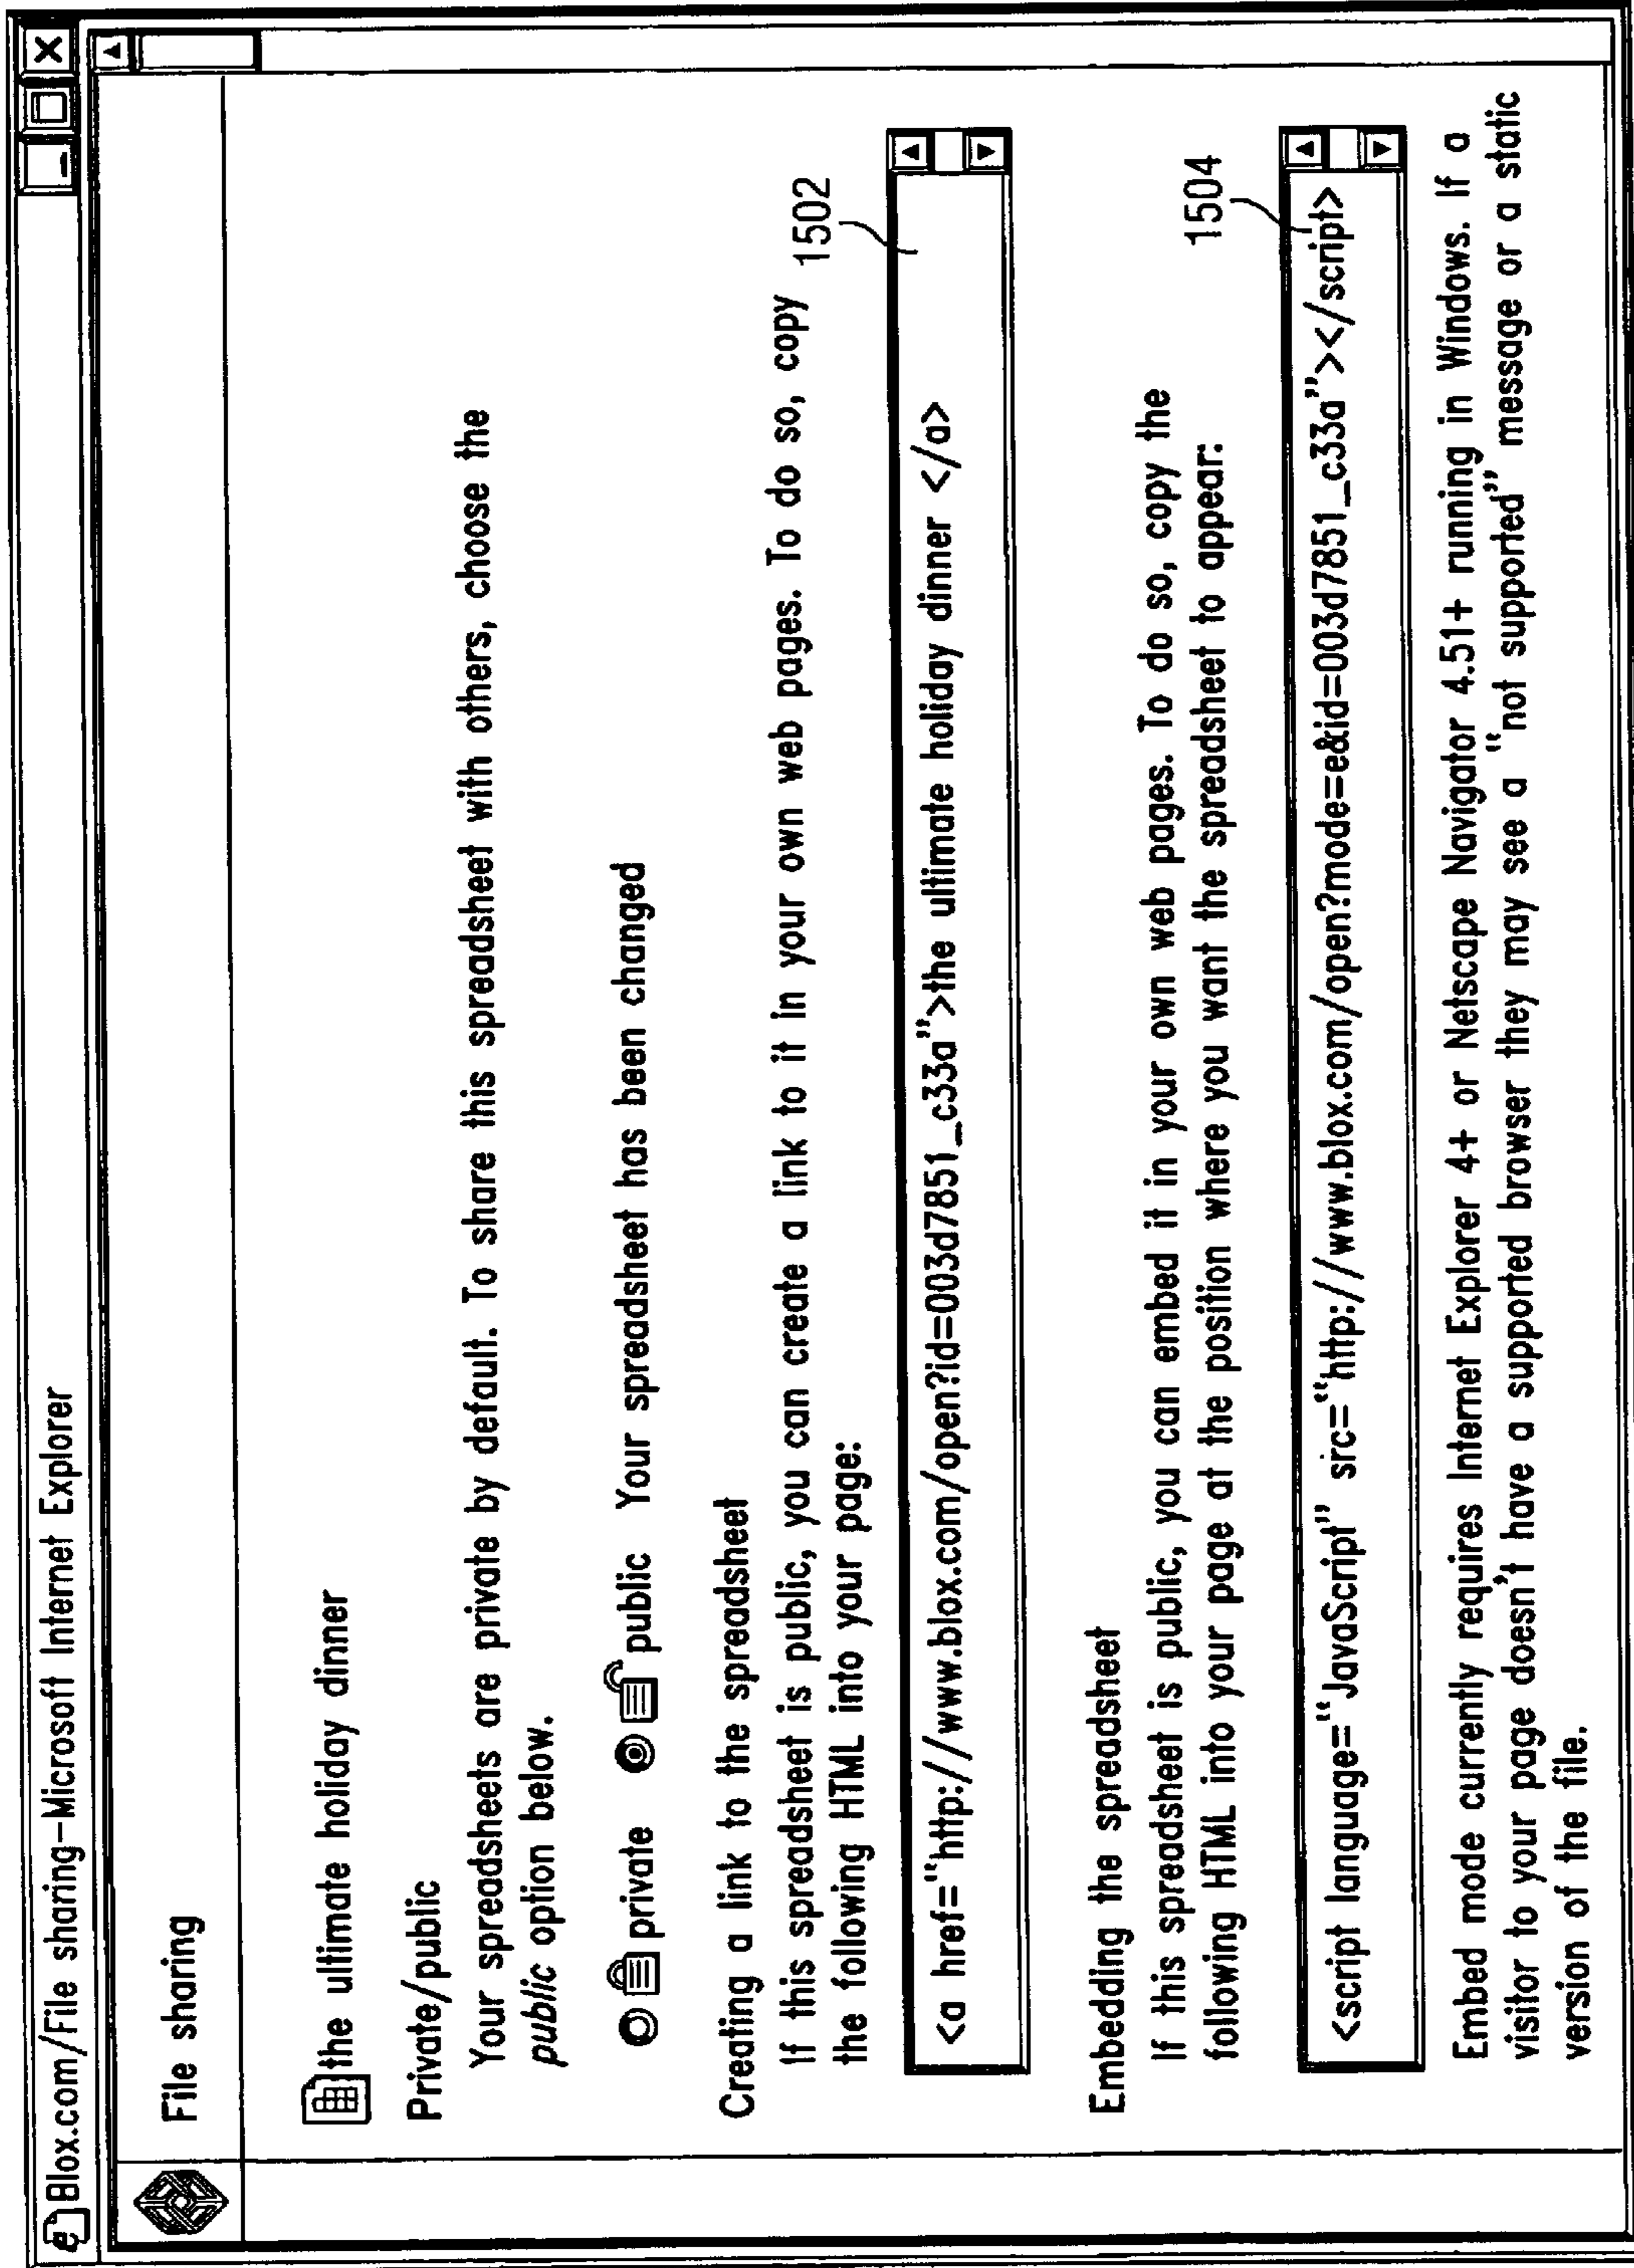 Blox.com/File sharing-Microsoft Internet Explorer
File sharing
the ultimate holiday dinner
Private/public
Your spreadsheets are private by default. To share this spreadsheet with others, choose the
public option below.
private public Your spreadsheet has been changed
Creating a link to the spreadsheet
If this spreadsheet is public, you can create a link to it in your own web pages. To do so, copy
the following HTML into your page:
1502
<a href="http://www.blox.com/open?id=003d7851_c33a">the ultimate holiday dinner </a>
Embedding the spreadsheet
If this spreadsheet is public, you can embed it in your own web pages. To do so, copy the
following HTML into your page at the position where you want the spreadsheet to appear:
1504
<script language="JavaScript" src="http://www.blox.com/open?mode=e&id=003d7851_c33a"></script>
Embed mode currently requires Internet Explorer 4+ or Netscape Navigator 4.51+ running in Windows. If a
visitor to your page doesn't have a supported browser they may see a "not supported" message or a static
version of the file.